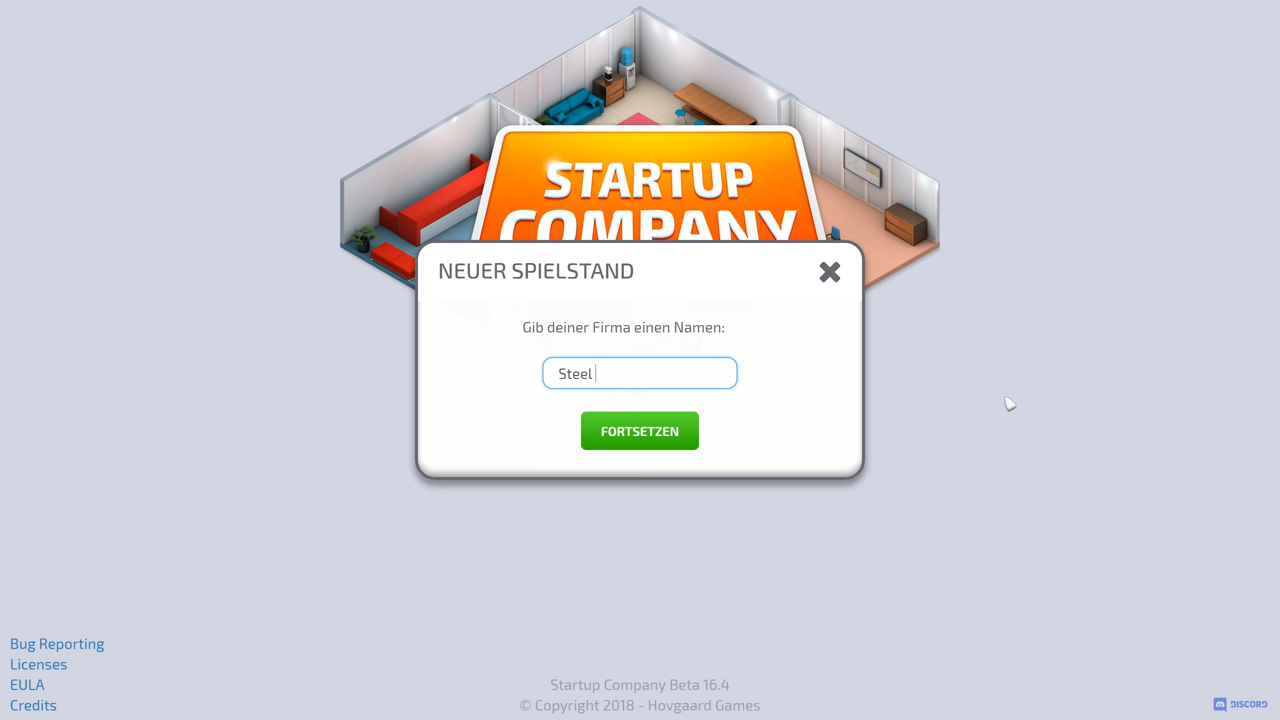 STARTUP
COMPANY
NEUER SPIELSTAND
Gib deiner Firma einen Namen:
Steel
FORTSETZEN
Bug Reporting
Licenses
EULA
Credits
Startup Company Beta 16.4
© Copyright 2018 - Hovgaard Games
DISCORD